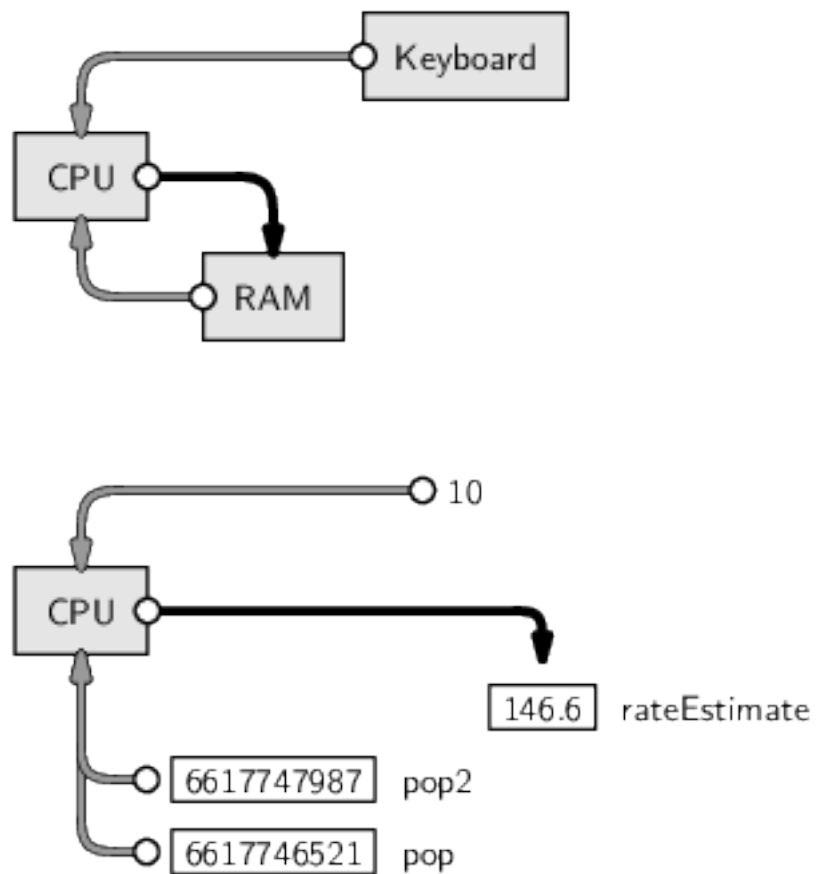 Keyboard
CPU
RAM
10
CPU
146.6 rateEstimate
6617747987 pop2
6617746521 pop